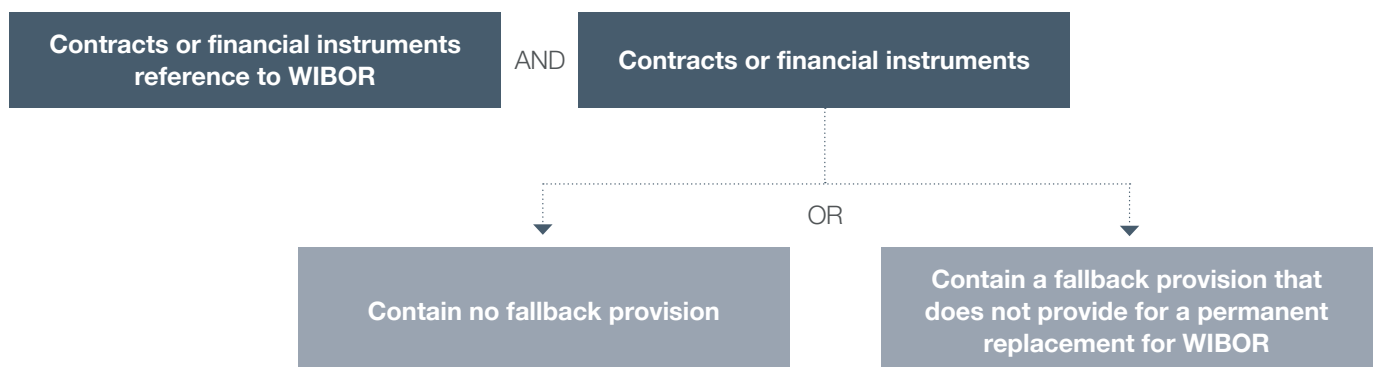 Contracts or financial instruments
reference to WIBOR
AND
Contracts or financial instruments
OR
Contain no fallback provision
Contain a fallback provision that
does not provide for a permanent
replacement for WIBOR